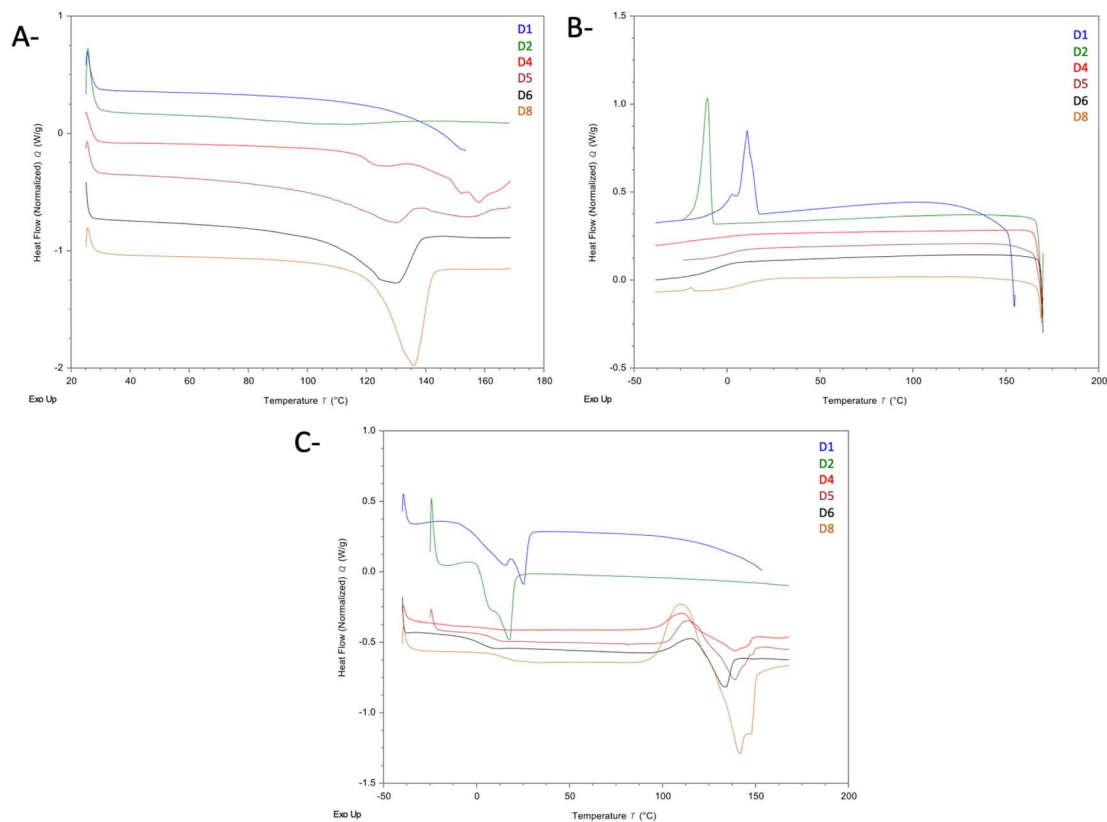 A-
D1
D2
D4
D5
D6
D8
1
0
-1
-2
Heat Flow (Normalized) Q (W/g)
20 40 60 80 100 120 140 160 180
Exo Up
Temperature T (°C)
B-
D1
D2
D4
D5
D6
D8
1.5
1.0
0.5
0.0
-0.5
Heat Flow (Normalized) Q (W/g)
-50 0 50 100 150 200
Exo Up
Temperature T (°C)
C-
D1
D2
D4
D5
D6
D8
1.0
0.5
0.0
-0.5
-1.0
-1.5
Heat Flow (Normalized) Q (W/g)
-50 0 50 100 150 200
Exo Up
Temperature T (°C)